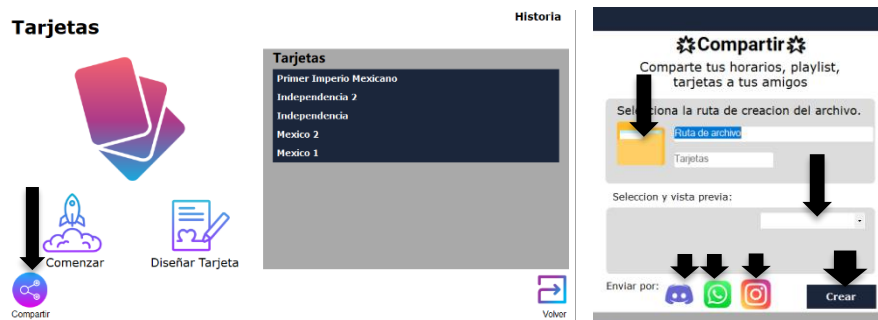 Tarjetas
Historia
Tarjetas
Primer Imperio Mexicano
Independencia 2
Independencia
Mexico 2
Mexico 1
Comenzar
Diseñar Tarjeta
Compartir
Volver
Compartir
Comparte tus horarios, playlist,
tarjetas a tus amigos
Selecciona la ruta de creacion del archivo.
Ruta de archivo
Tarjetas
Seleccion y vista previa:
Enviar por:
Crear